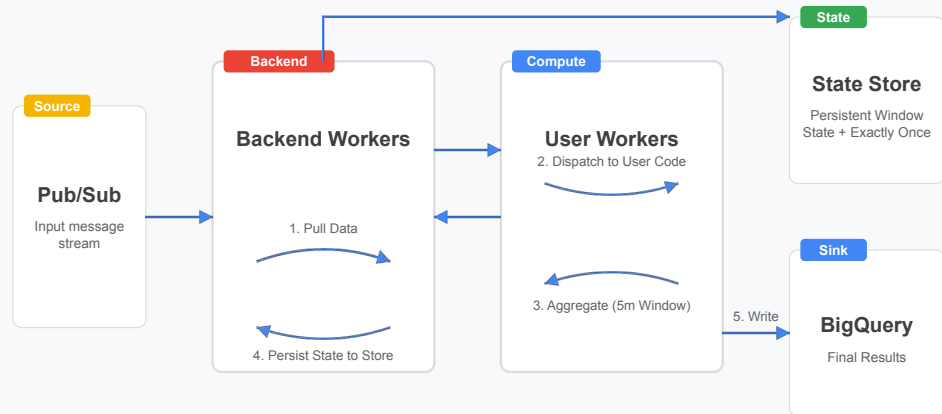 Source
Pub/Sub
Input message
stream
Backend
Backend Workers
1. Pull Data
4. Persist State to Store
Compute
User Workers
2. Dispatch to User Code
3. Aggregate (5m Window)
5. Write
State
State Store
Persistent Window
State + Exactly Once
Sink
BigQuery
Final Results